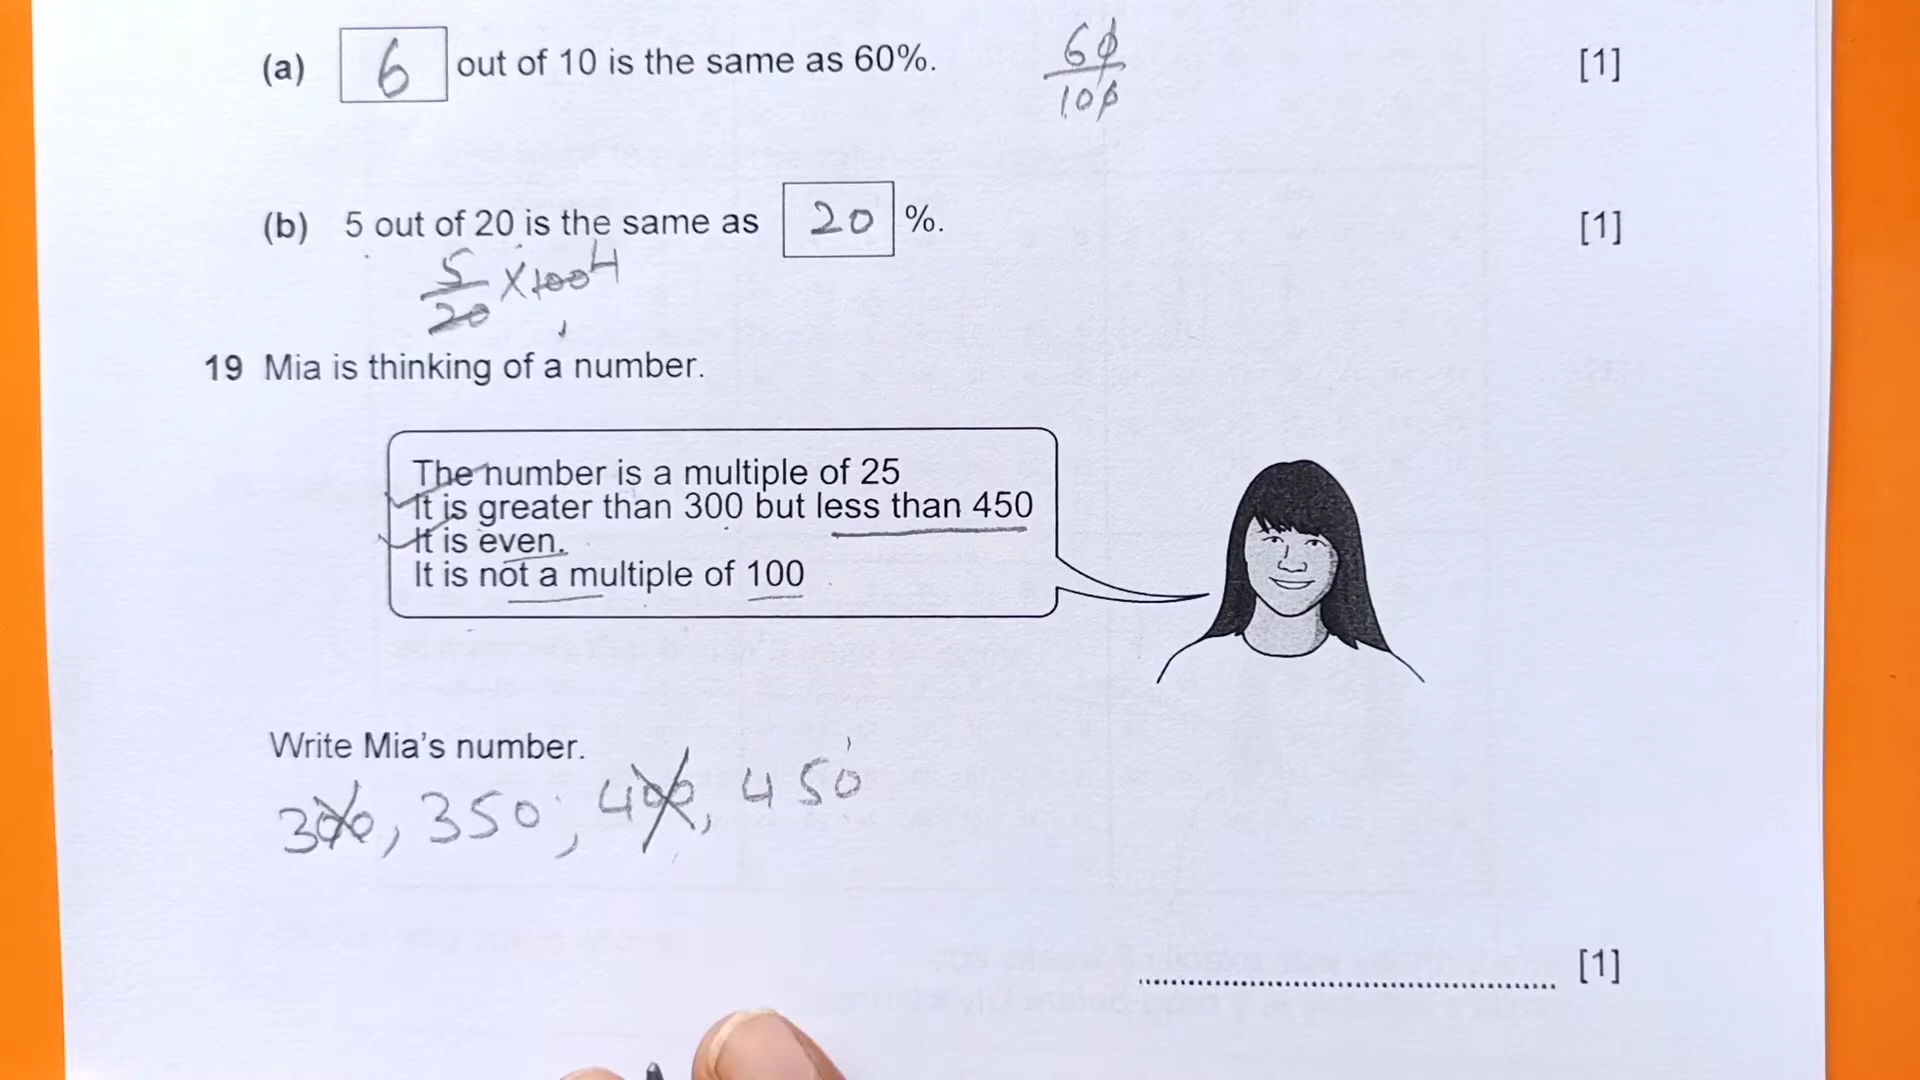 (a) 6 out of 10 is the same as 60%. 60/100 [1]
(b) 5 out of 20 is the same as 20 %. [1]
5/20 × 100 4
19 Mia is thinking of a number.
The number is a multiple of 25
It is greater than 300 but less than 450
It is even.
It is not a multiple of 100
Write Mia's number.
300, 350, 400, 450
[1]